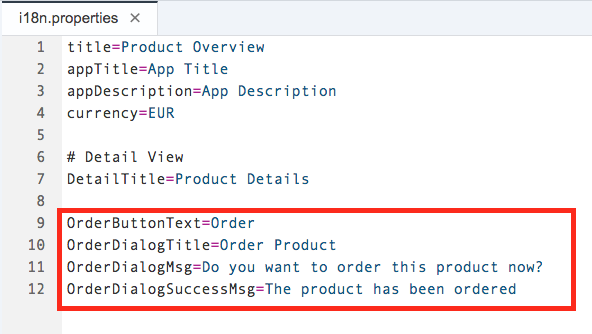 i18n.properties ×
1 title=Product Overview
2 appTitle=App Title
3 appDescription=App Description
4 currency=EUR
5
6 # Detail View
7 DetailTitle=Product Details
8
9 OrderButtonText=Order
10 OrderDialogTitle=Order Product
11 OrderDialogMsg=Do you want to order this product now?
12 OrderDialogSuccessMsg=The product has been ordered